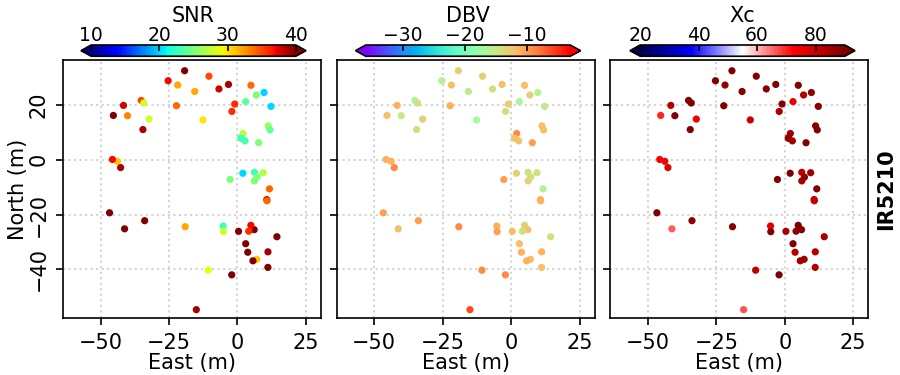 SNR DBV Xc
10 20 30 40 −30 −20 −10 20 40 60 80
20
0
−20
−40
North (m)
−50 −25 0 25 −50 −25 0 25 −50 −25 0 25
East (m) East (m) East (m)
IR5210